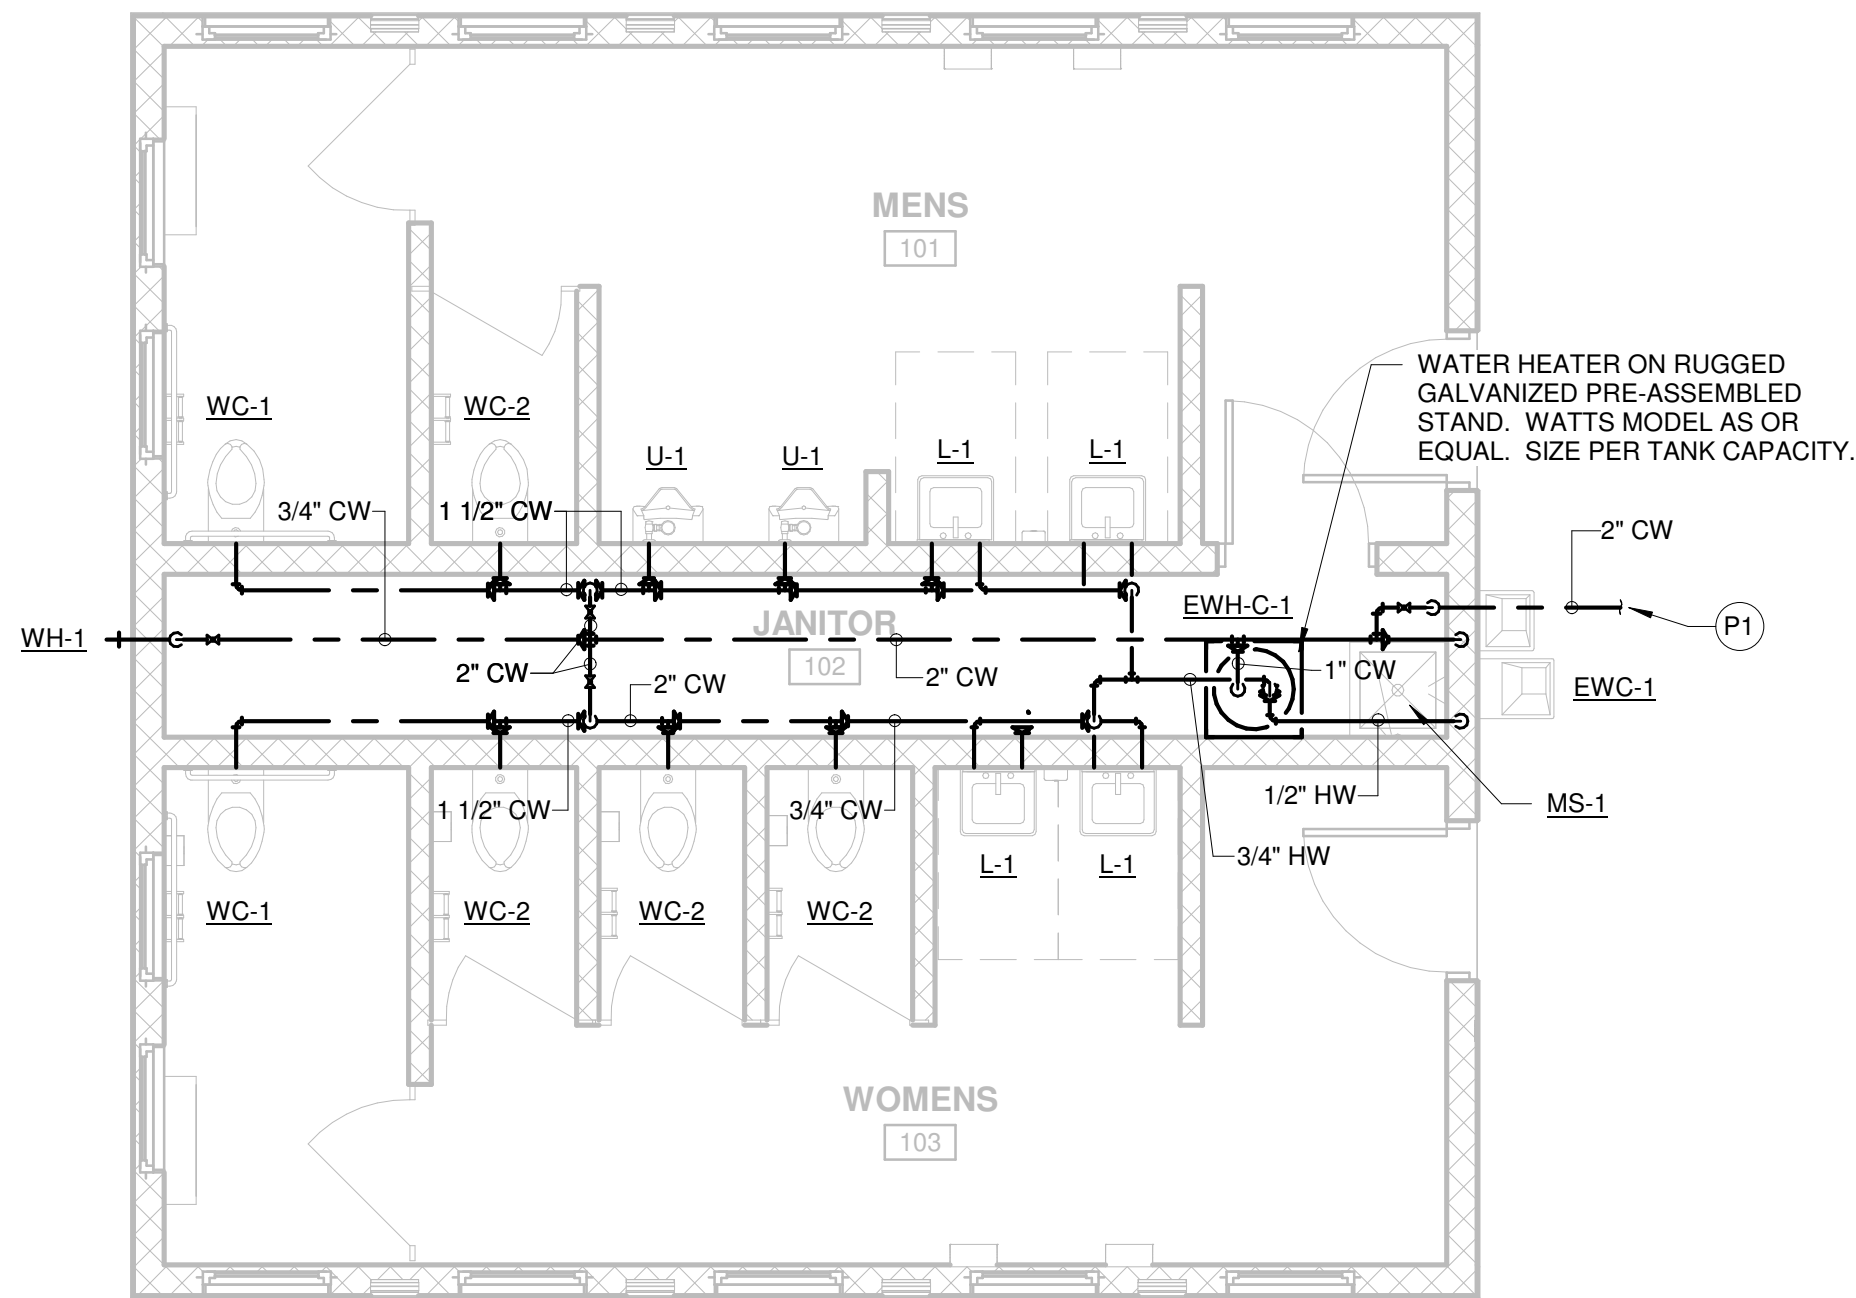 MENS
101
WATER HEATER ON RUGGED
GALVANIZED PRE-ASSEMBLED
STAND.  WATTS MODEL AS OR
EQUAL.  SIZE PER TANK CAPACITY.
WC-1
WC-2
U-1
U-1
L-1
L-1
3/4" CW
1 1/2" CW
2" CW
EWH-C-1
JANITOR
102
WH-1
P1
2" CW
2" CW
2" CW
1" CW
EWC-1
1 1/2" CW
3/4" CW
1/2" HW
MS-1
3/4" HW
L-1
L-1
WC-1
WC-2
WC-2
WC-2
WOMENS
103